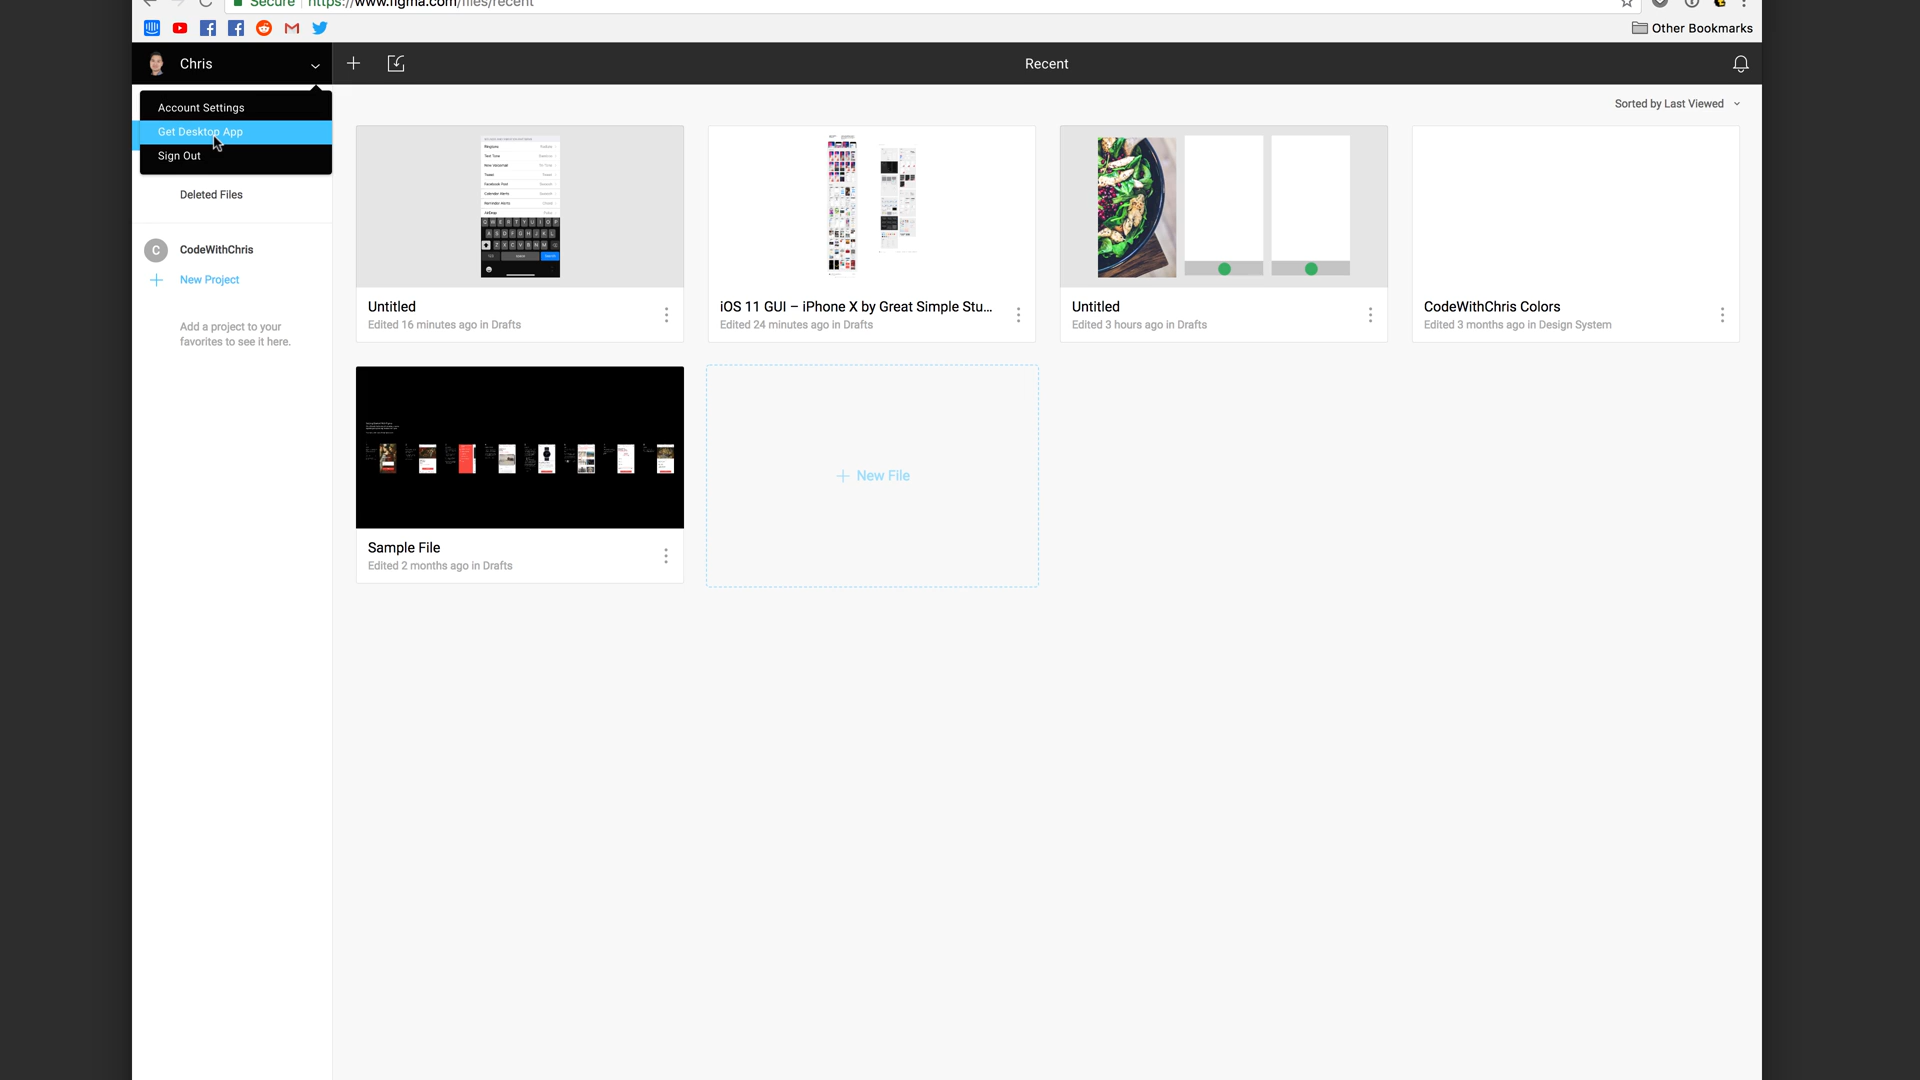 Secure
https://www.figma.com/files/recent
Other Bookmarks
Chris
Recent
Account Settings
Get Desktop App
Sign Out
Deleted Files
Sorted by Last Viewed
C
CodeWithChris
New Project
Add a project to your
favorites to see it here.
Untitled
Edited 16 minutes ago in Drafts
iOS 11 GUI – iPhone X by Great Simple Stu...
Edited 24 minutes ago in Drafts
Untitled
Edited 3 hours ago in Drafts
CodeWithChris Colors
Edited 3 months ago in Design System
New File
Sample File
Edited 2 months ago in Drafts